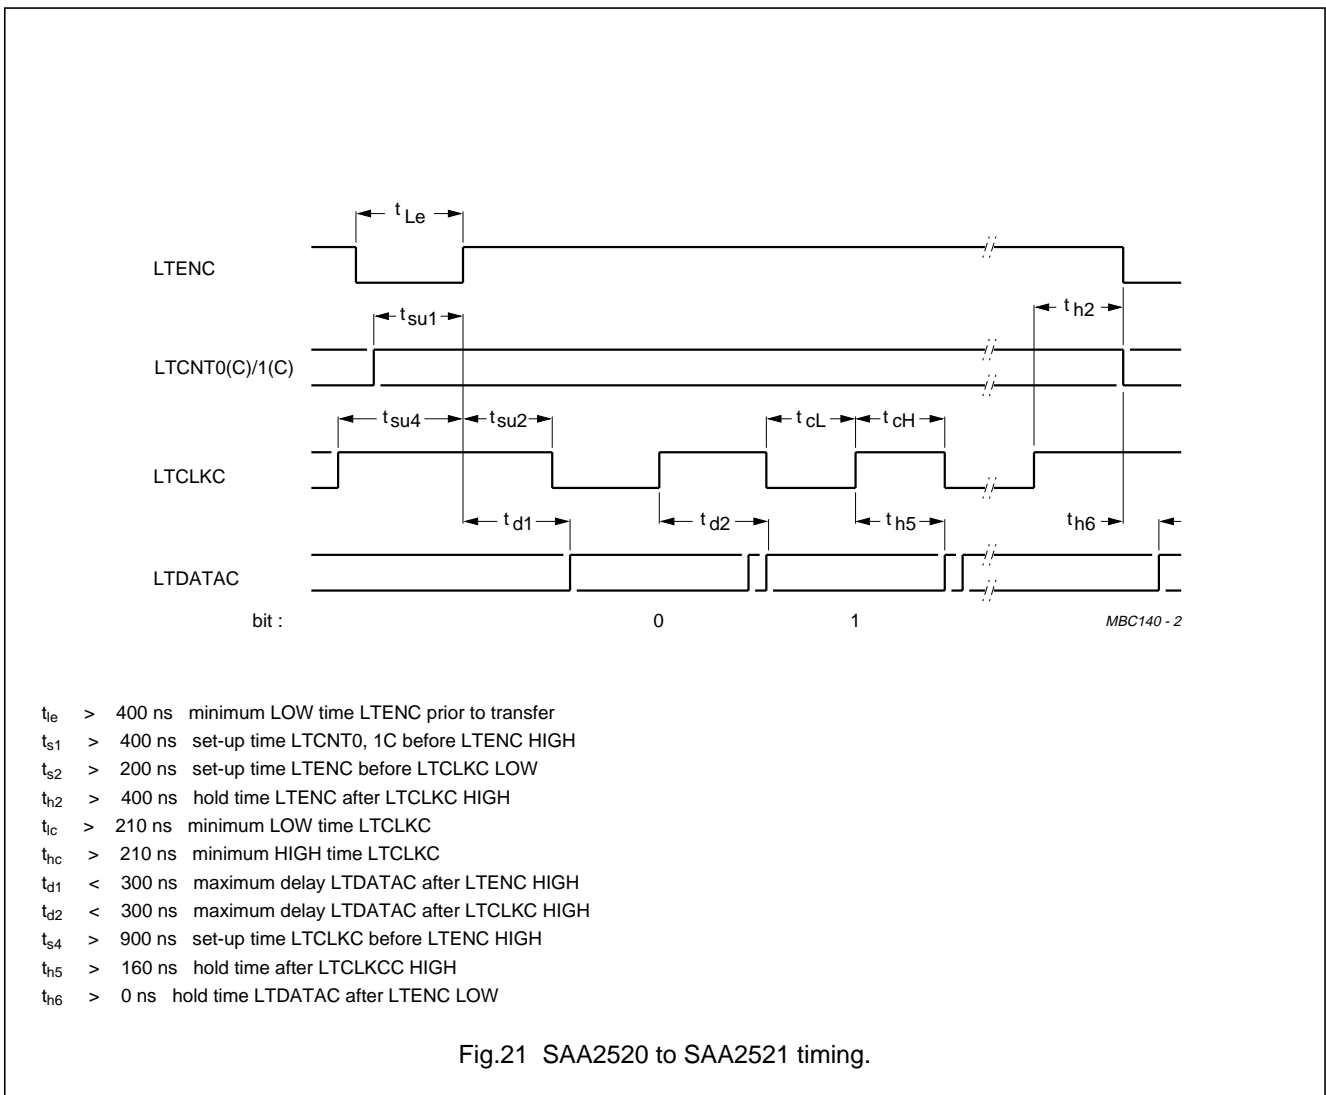 t Le
LTENC
t su1
t h2
LTCNT0(C)/1(C)
t su4
t su2
t cL
t cH
LTCLKC
t d1
t d2
t h5
t h6
LTDATAC
bit :
0
1
MBC140 - 2
tle > 400 ns minimum LOW time LTENC prior to transfer
ts1 > 400 ns set-up time LTCNT0, 1C before LTENC HIGH
ts2 > 200 ns set-up time LTENC before LTCLKC LOW
th2 > 400 ns hold time LTENC after LTCLKC HIGH
tlc > 210 ns minimum LOW time LTCLKC
thc > 210 ns minimum HIGH time LTCLKC
td1 < 300 ns maximum delay LTDATAC after LTENC HIGH
td2 < 300 ns maximum delay LTDATAC after LTCLKC HIGH
ts4 > 900 ns set-up time LTCLKC before LTENC HIGH
th5 > 160 ns hold time after LTCLKCC HIGH
th6 > 0 ns hold time LTDATAC after LTENC LOW
Fig.21 SAA2520 to SAA2521 timing.